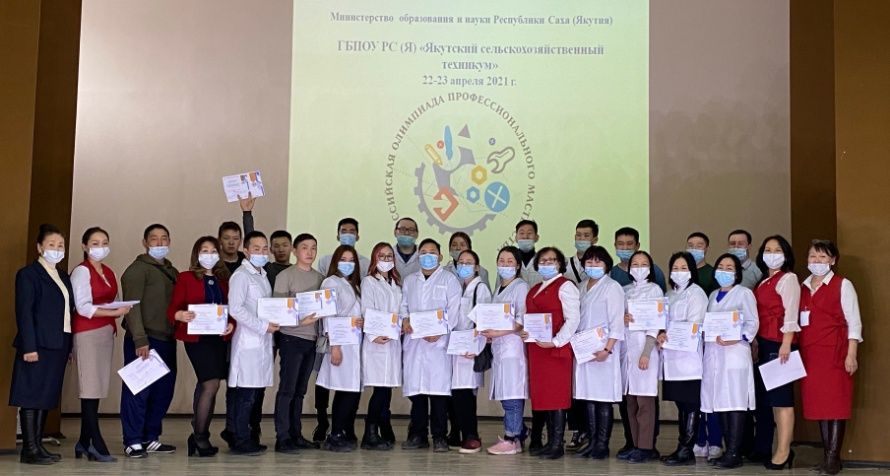 Министерство образования и науки Республики Саха (Якутия)
ГБПОУ РС (Я) «Якутский сельскохозяйственный
техникум»
22-23 апреля 2021 г.
ОЛИМПИАДА ПРОФЕССИОНАЛЬНОГО